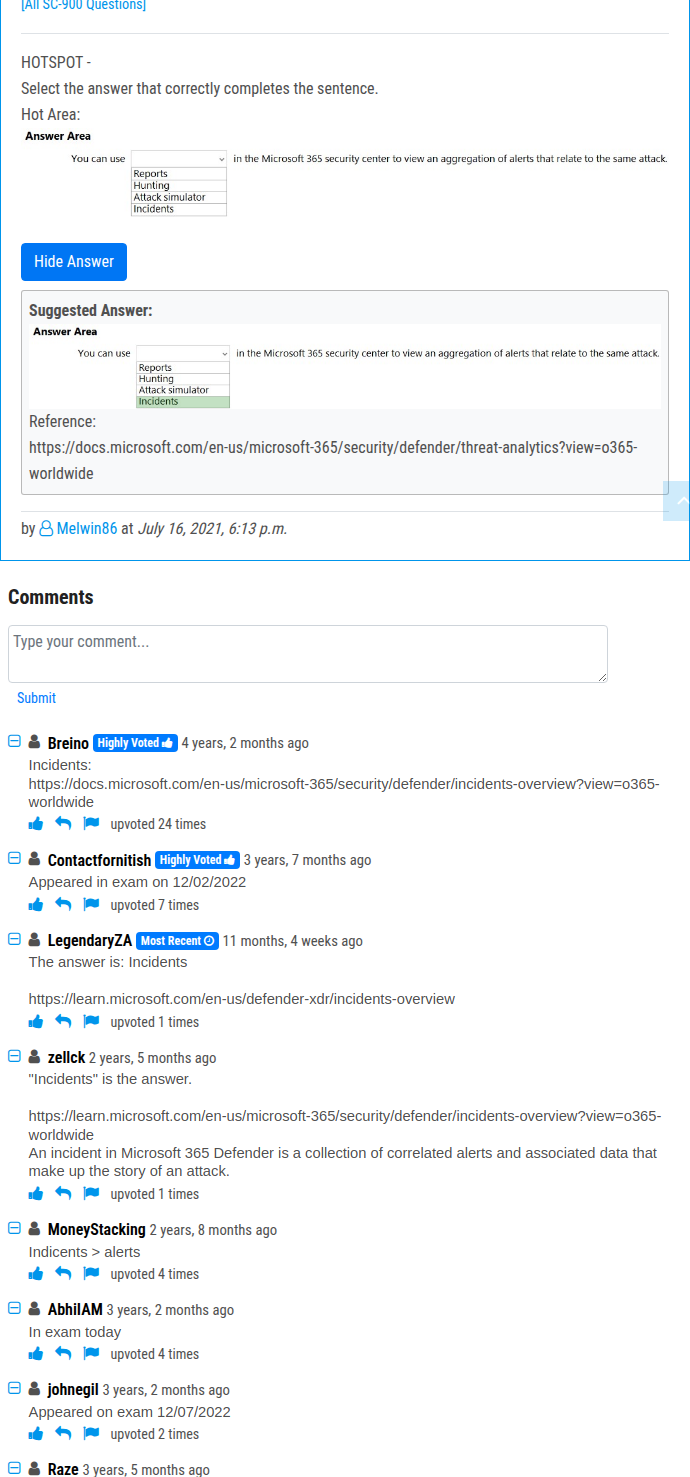 [All SC-900 Questions]
HOTSPOT -
Select the answer that correctly completes the sentence.
Hot Area:
Answer Area
You can use in the Microsoft 365 security center to view an aggregation of alerts that relate to the same attack.
Reports
Hunting
Attack simulator
Incidents
Hide Answer
Suggested Answer:
Answer Area
You can use in the Microsoft 365 security center to view an aggregation of alerts that relate to the same attack.
Reports
Hunting
Attack simulator
Incidents
Reference:
https://docs.microsoft.com/en-us/microsoft-365/security/defender/threat-analytics?view=o365-
worldwide
by Melwin86 at July 16, 2021, 6:13 p.m.
Comments
Type your comment...
Submit
Breino Highly Voted 4 years, 2 months ago
Incidents:
https://docs.microsoft.com/en-us/microsoft-365/security/defender/incidents-overview?view=o365-
worldwide
upvoted 24 times
Contactfornitish Highly Voted 3 years, 7 months ago
Appeared in exam on 12/02/2022
upvoted 7 times
LegendaryZA Most Recent 11 months, 4 weeks ago
The answer is: Incidents
https://learn.microsoft.com/en-us/defender-xdr/incidents-overview
upvoted 1 times
zellck 2 years, 5 months ago
"Incidents" is the answer.
https://learn.microsoft.com/en-us/microsoft-365/security/defender/incidents-overview?view=o365-
worldwide
An incident in Microsoft 365 Defender is a collection of correlated alerts and associated data that
make up the story of an attack.
upvoted 1 times
MoneyStacking 2 years, 8 months ago
Indicents > alerts
upvoted 4 times
AbhilAM 3 years, 2 months ago
In exam today
upvoted 4 times
johnegil 3 years, 2 months ago
Appeared on exam 12/07/2022
upvoted 2 times
Raze 3 years, 5 months ago